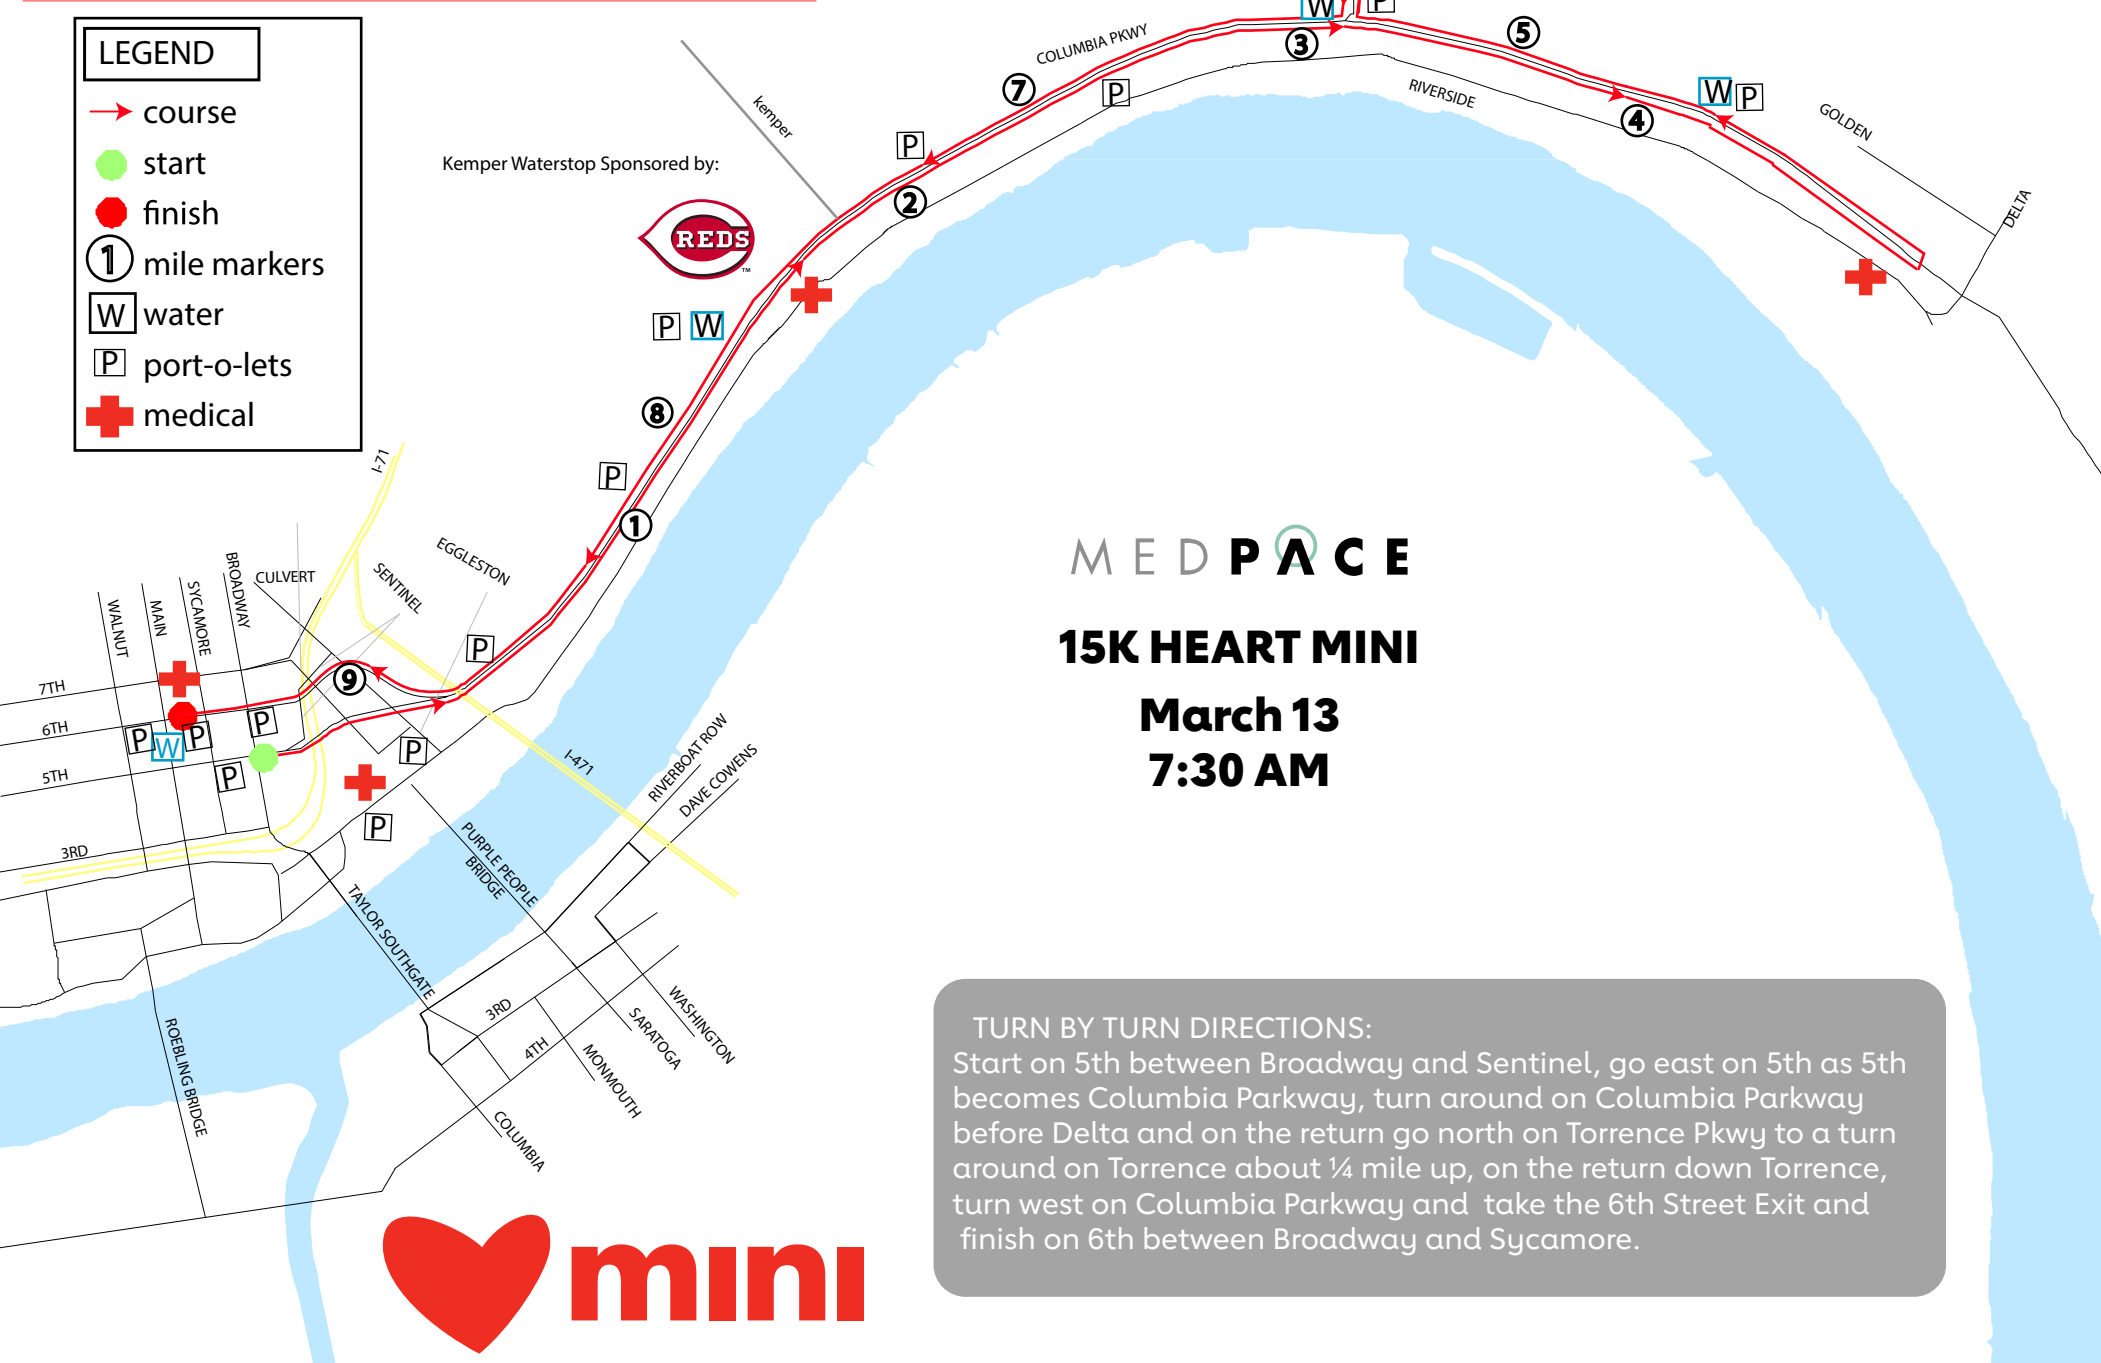 LEGEND
course
start
finish
1 mile markers
W water
P port-o-lets
medical
W P
COLUMBIA PKWY
3
5
7
P
RIVERSIDE
W P
4
GOLDEN
DELTA
kemper
P
2
Kemper Waterstop Sponsored by:
REDS
TM
P W
8
P
1
I-71
EGGLESTON
SENTINEL
CULVERT
BROADWAY
SYCAMORE
MAIN
WALNUT
P
9
7TH
6TH
5TH
3RD
P W P
P
P
P
P
I-471
RIVERBOAT ROW
DAVE COWENS
PURPLE PEOPLE
BRIDGE
TAYLOR SOUTHGATE
ROEBLING BRIDGE
3RD
4TH
WASHINGTON
SARATOGA
MONMOUTH
COLUMBIA
MEDPACE
15K HEART MINI
March 13
7:30 AM
TURN BY TURN DIRECTIONS:
Start on 5th between Broadway and Sentinel, go east on 5th as 5th
becomes Columbia Parkway, turn around on Columbia Parkway
before Delta and on the return go north on Torrence Pkwy to a turn
around on Torrence about ¼ mile up, on the return down Torrence,
turn west on Columbia Parkway and take the 6th Street Exit and
finish on 6th between Broadway and Sycamore.
mini